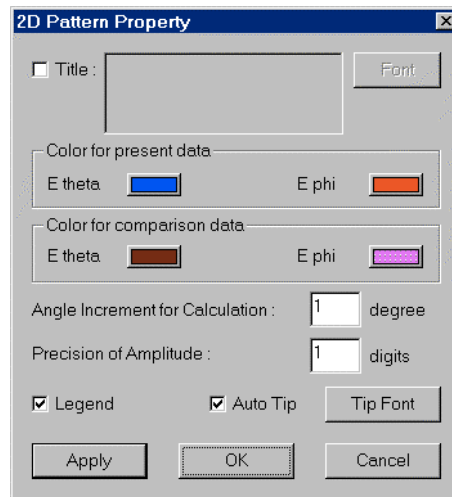 2D Pattern Property
Title :
Font
Color for present data
E theta E phi
Color for comparison data
E theta E phi
Angle Increment for Calculation : 1 degree
Precision of Amplitude : 1 digits
Legend Auto Tip Tip Font
Apply OK Cancel